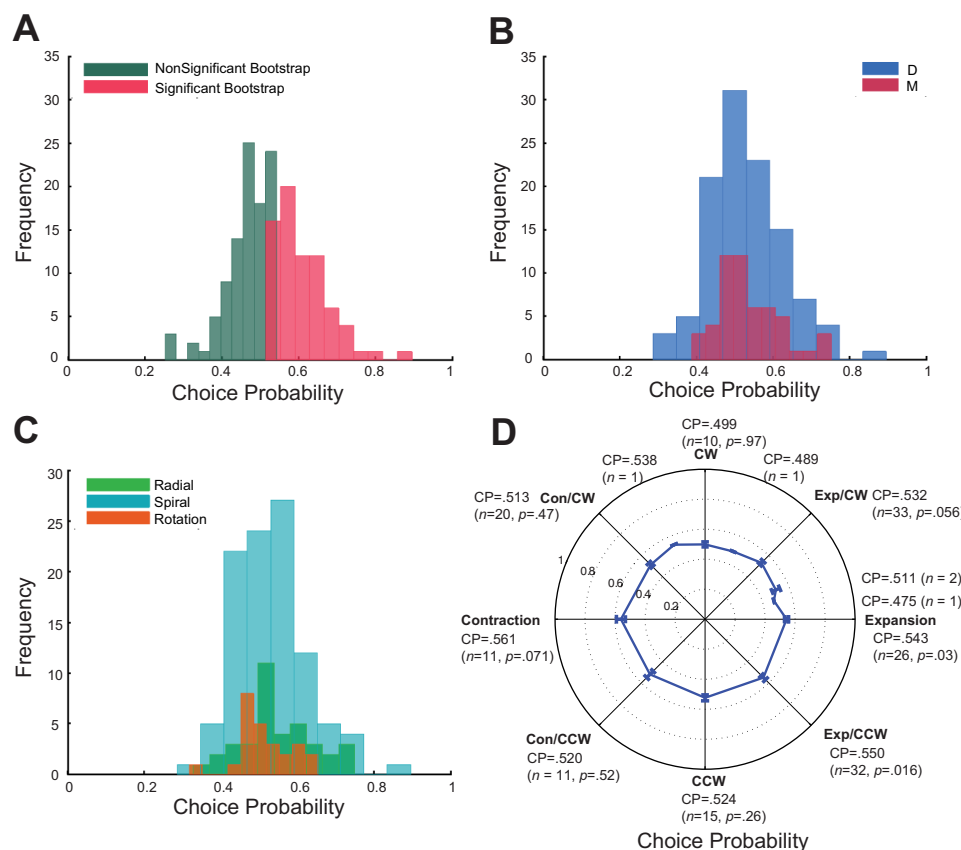 A
35
30
25
20
15
10
5
0
Frequency
NonSignificant Bootstrap
Significant Bootstrap
0 0.2 0.4 0.6 0.8 1
Choice Probability
B
35
30
25
20
15
10
5
0
Frequency
D
M
0 0.2 0.4 0.6 0.8 1
Choice Probability
C
30
25
20
15
10
5
0
Frequency
Radial
Spiral
Rotation
0 0.2 0.4 0.6 0.8 1
Choice Probability
D
CP=.499
(n=10, p=.97)
CW
CP=.538
(n = 1)
CP=.489
(n = 1)
CP=.513
(n=20, p=.47)
Con/CW
Exp/CW
CP=.532
(n=33, p=.056)
1
0.8
0.6
0.4
0.2
CP=.511 (n = 2)
CP=.475 (n = 1)
Contraction
CP=.561
(n=11, p=.071)
Expansion
CP=.543
(n=26, p=.03)
Con/CCW
CP=.520
(n = 11, p=.52)
Exp/CCW
CP=.550
(n=32, p=.016)
CCW
CP=.524
(n=15, p=.26)
Choice Probability